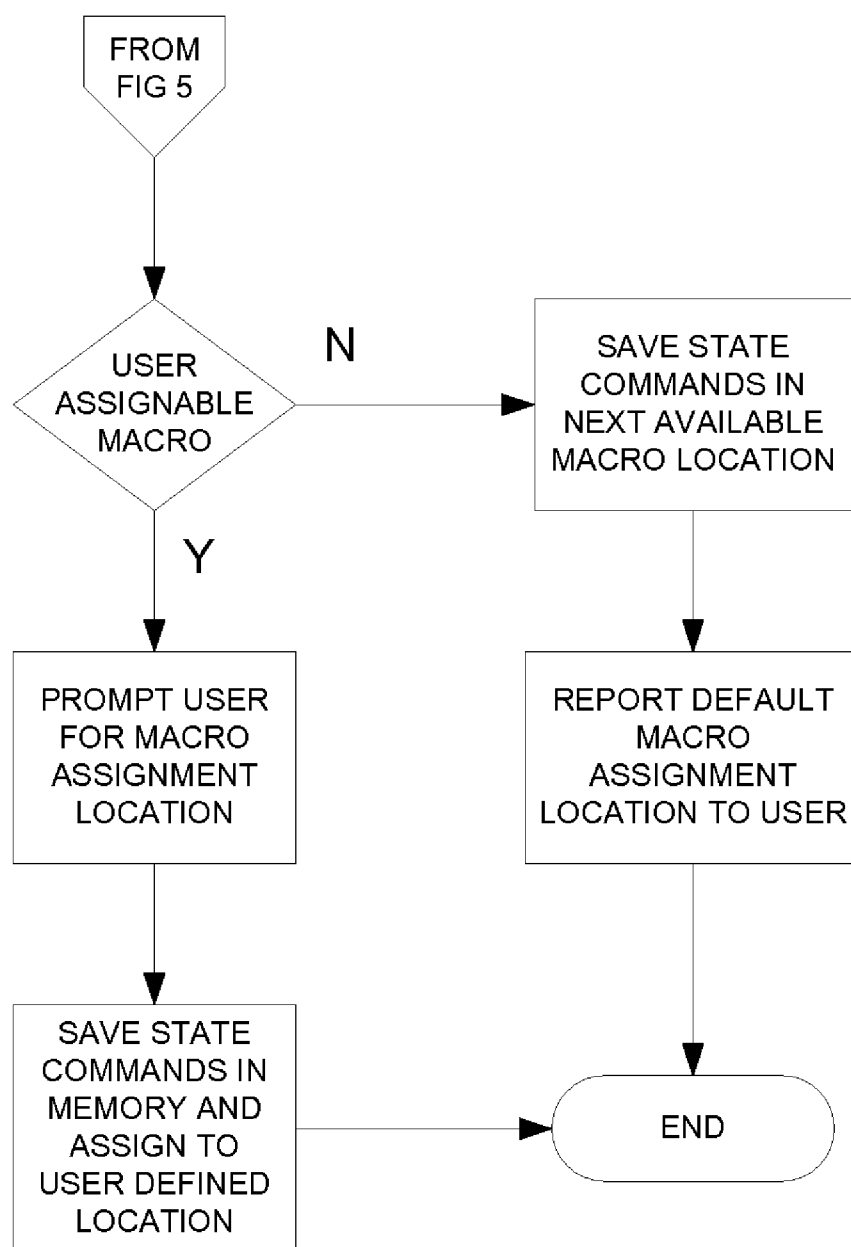 FROM
FIG 5
USER
ASSIGNABLE
MACRO
N
SAVE STATE
COMMANDS IN
NEXT AVAILABLE
MACRO LOCATION
Y
PROMPT USER
FOR MACRO
ASSIGNMENT
LOCATION
REPORT DEFAULT
MACRO
ASSIGNMENT
LOCATION TO USER
SAVE STATE
COMMANDS IN
MEMORY AND
ASSIGN TO
USER DEFINED
LOCATION
END